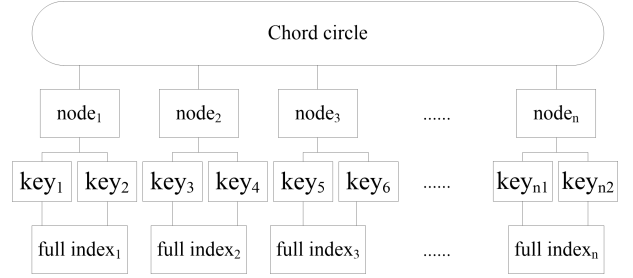 Chord circle
node₁ node₂ node₃ ...... nodeₙ
key₁ key₂ key₃ key₄ key₅ key₆ ...... keyₙ₁ keyₙ₂
full index₁ full index₂ full index₃ ...... full indexₙ